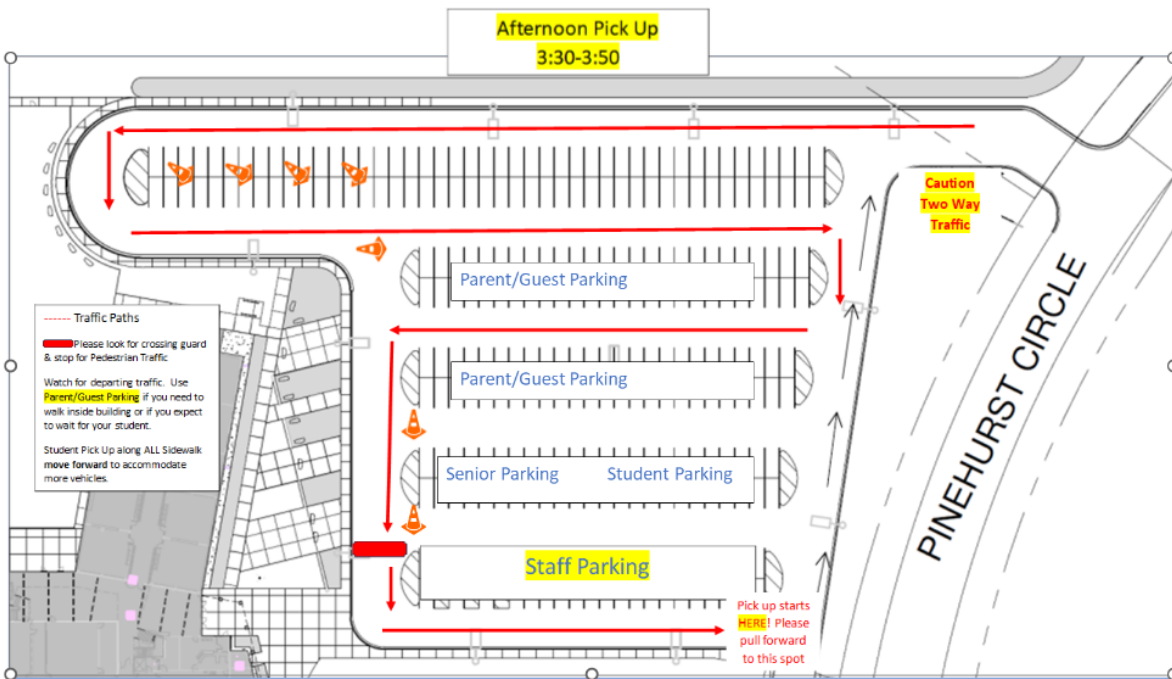 Afternoon Pick Up
3:30-3:50
Caution
Two Way
Traffic
Parent/Guest Parking
------ Traffic Paths
Please look for crossing guard
& stop for Pedestrian Traffic
Watch for departing traffic. Use
Parent/Guest Parking if you need to
walk inside building or if you expect
to wait for your student.
Student Pick Up along ALL Sidewalk
move forward to accommodate
more vehicles.
Parent/Guest Parking
Senior Parking
Student Parking
PINEHURST CIRCLE
Staff Parking
Pick up starts
HERE! Please
pull forward
to this spot